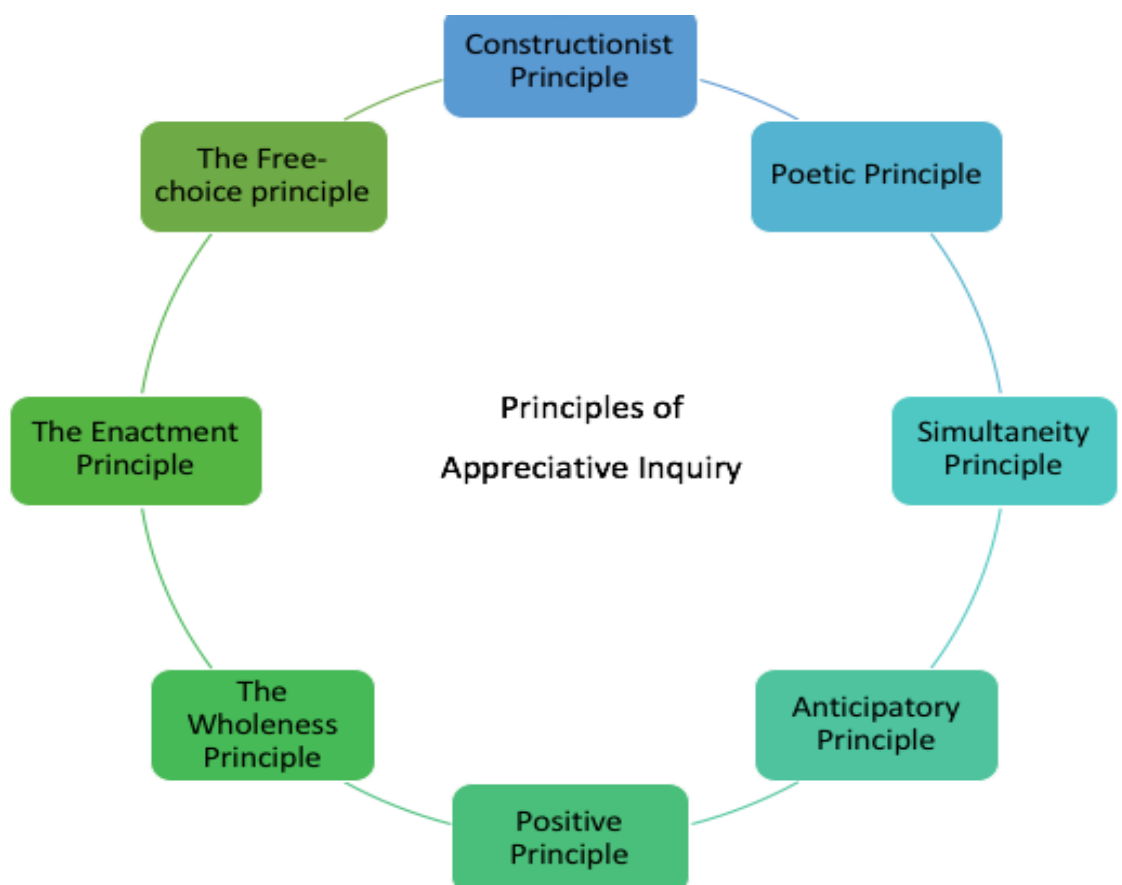 Constructionist
Principle
Poetic Principle
Simultaneity
Principle
Anticipatory
Principle
Positive
Principle
The
Wholeness
Principle
The Enactment
Principle
The Free-
choice principle
Principles of
Appreciative Inquiry